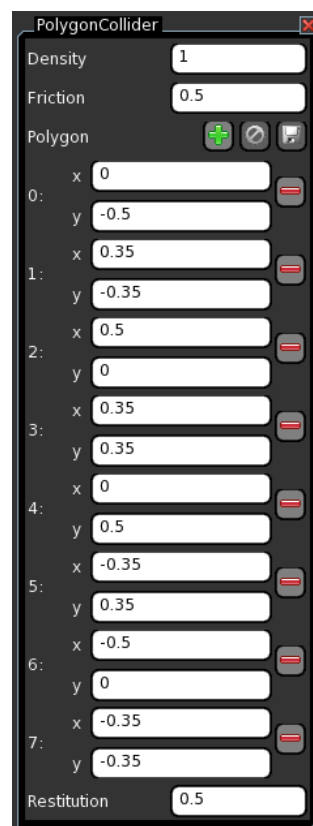 PolygonCollider
Density 1
Friction 0.5
Polygon
0: x 0
y -0.5
1: x 0.35
y -0.35
2: x 0.5
y 0
3: x 0.35
y 0.35
4: x 0
y 0.5
5: x -0.35
y 0.35
6: x -0.5
y 0
7: x -0.35
y -0.35
Restitution 0.5